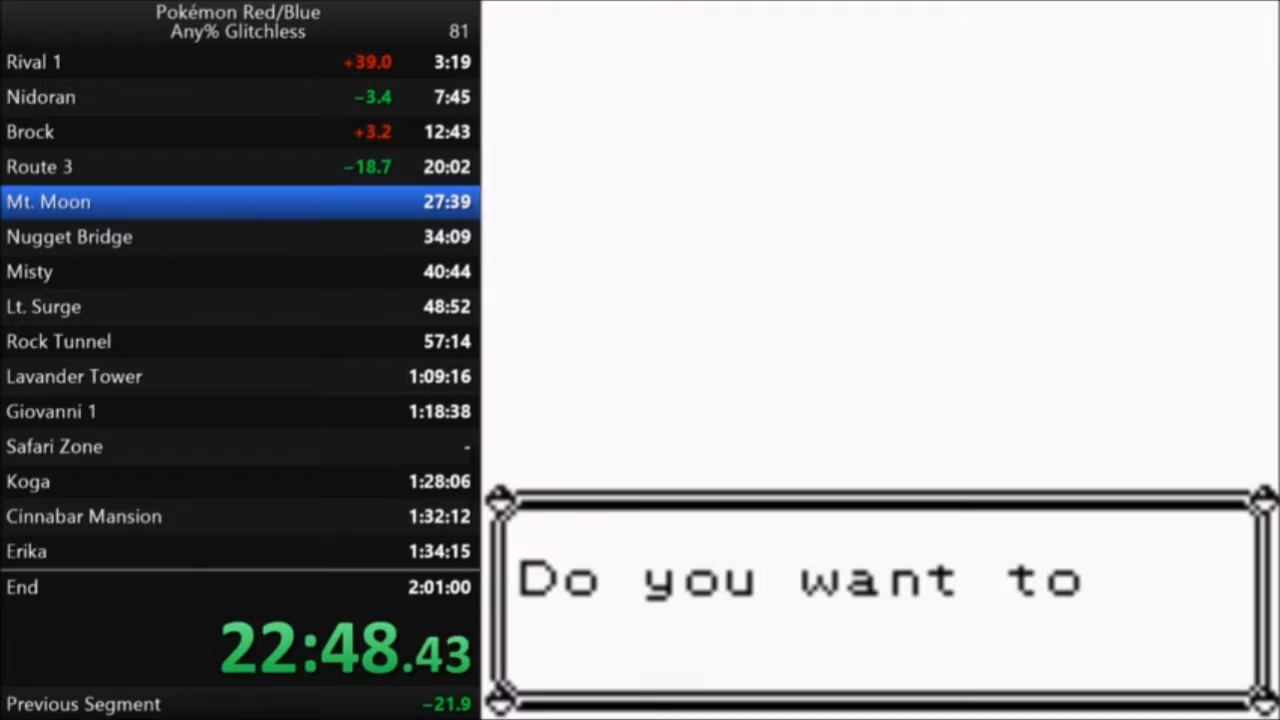 Pokémon Red/Blue
Any% Glitchless 81
Rival 1 +39.0 3:19
Nidoran −3.4 7:45
Brock +3.2 12:43
Route 3 −18.7 20:02
Mt. Moon 27:39
Nugget Bridge 34:09
Misty 40:44
Lt. Surge 48:52
Rock Tunnel 57:14
Lavander Tower 1:09:16
Giovanni 1 1:18:38
Safari Zone -
Koga 1:28:06
Cinnabar Mansion 1:32:12
Erika 1:34:15
End 2:01:00
22:48.43
Previous Segment −21.9
Do you want to